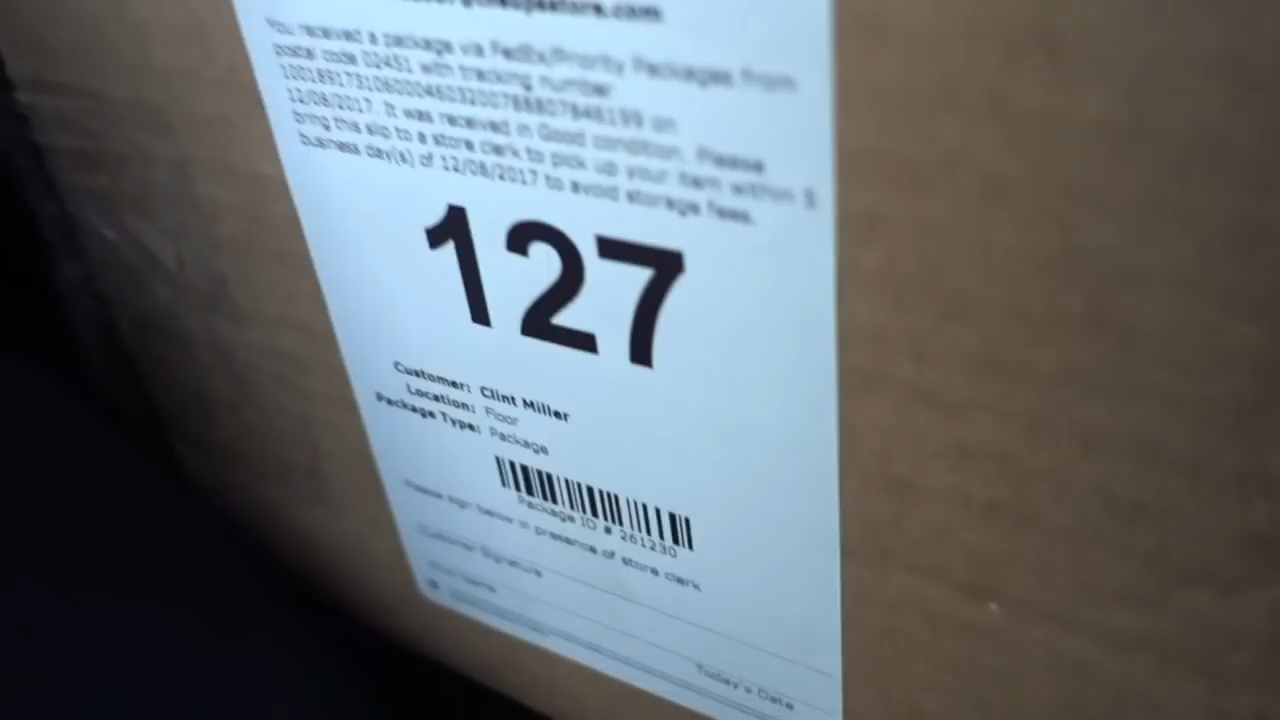 You received a package via FedEx/Priority Packages from
postal code 02451 with tracking number
on
12/08/2017. It was received in Good condition. Please
bring this slip to a store clerk to pick up your item within 5
business day(s) of 12/08/2017 to avoid storage fees.
127
Customer: Clint Miller
Location: Floor
Package Type: Package
Package ID # 261230
Please sign below in presence of store clerk
Customer Signature
Today's Date